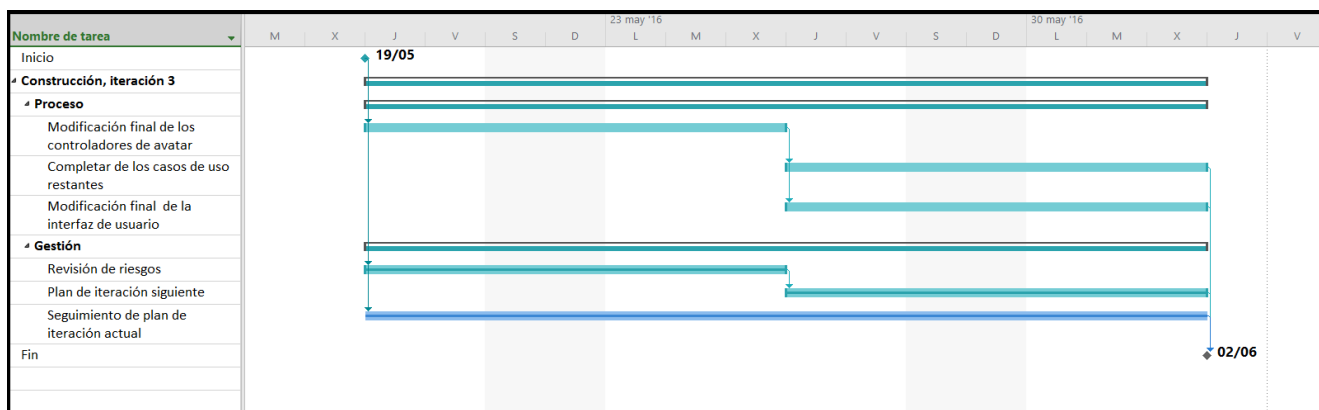 23 may '16 30 may '16
Nombre de tarea M X J V S D L M X J V S D L M X J V
Inicio 19/05
Construcción, iteración 3
Proceso
Modificación final de los
controladores de avatar
Completar de los casos de uso
restantes
Modificación final de la
interfaz de usuario
Gestión
Revisión de riesgos
Plan de iteración siguiente
Seguimiento de plan de
iteración actual
Fin 02/06